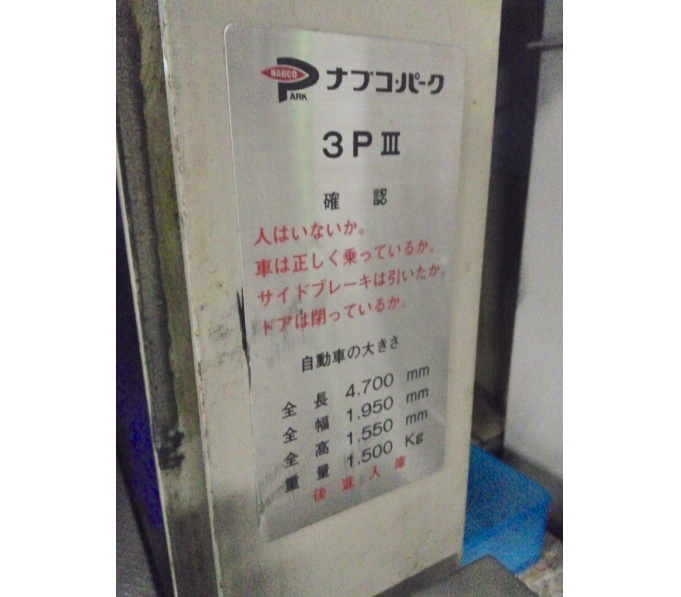 NABCO PARK ナブコ・パーク
3PⅢ
確認
人はいないか。
車は正しく乗っているか。
サイドブレーキは引いたか。
ドアは閉っているか。
自動車の大きさ
全長 4,700 mm
全幅 1,950 mm
全高 1,550 mm
重量 1,500 Kg
後進入庫